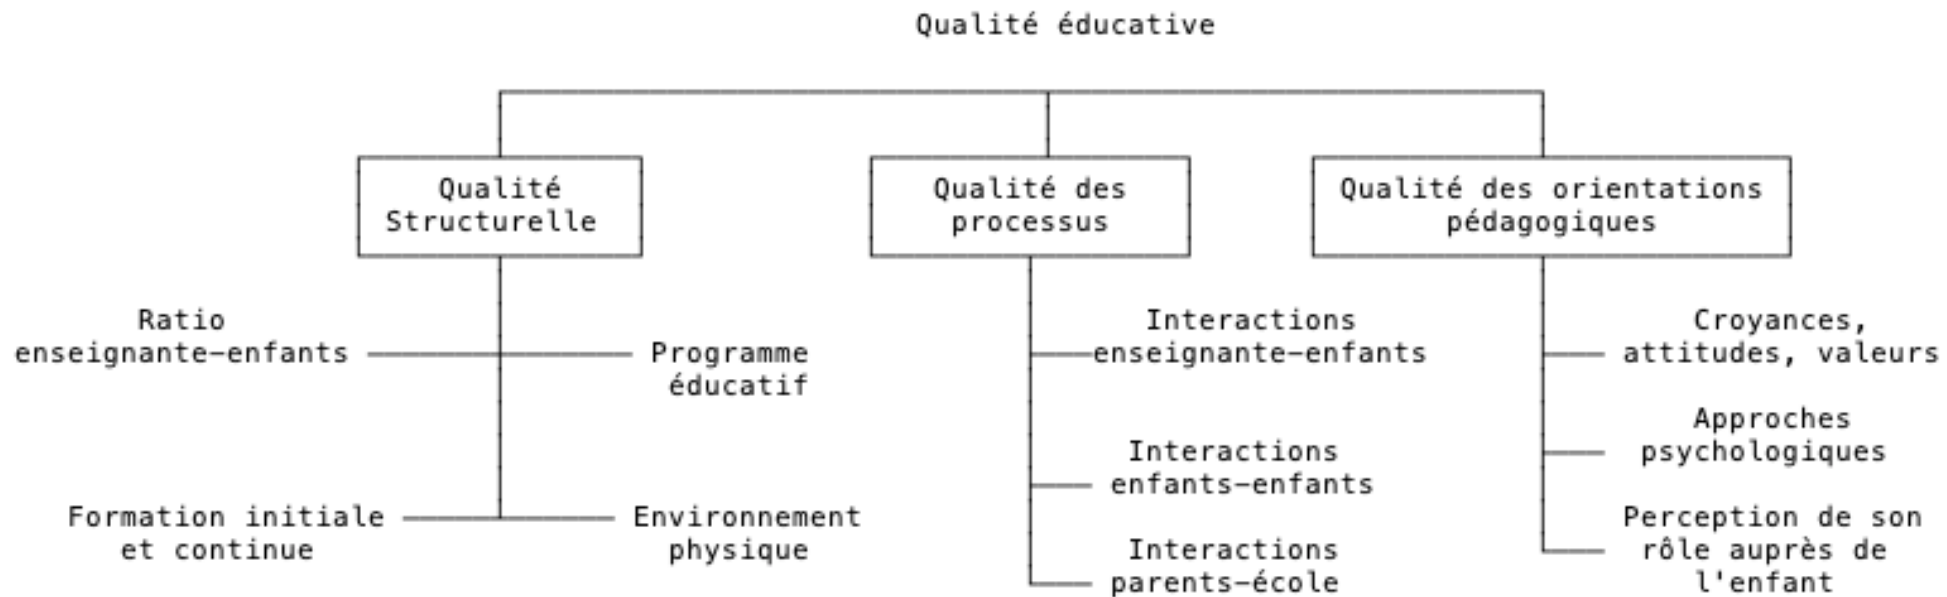 Qualité éducative
Qualité
Structurelle
Qualité des
processus
Qualité des orientations
pédagogiques
Ratio
enseignante-enfants
Programme
éducatif
Formation initiale
et continue
Environnement
physique
Interactions
enseignante-enfants
Interactions
enfants-enfants
Interactions
parents-école
Croyances,
attitudes, valeurs
Approches
psychologiques
Perception de son
rôle auprès de
l'enfant